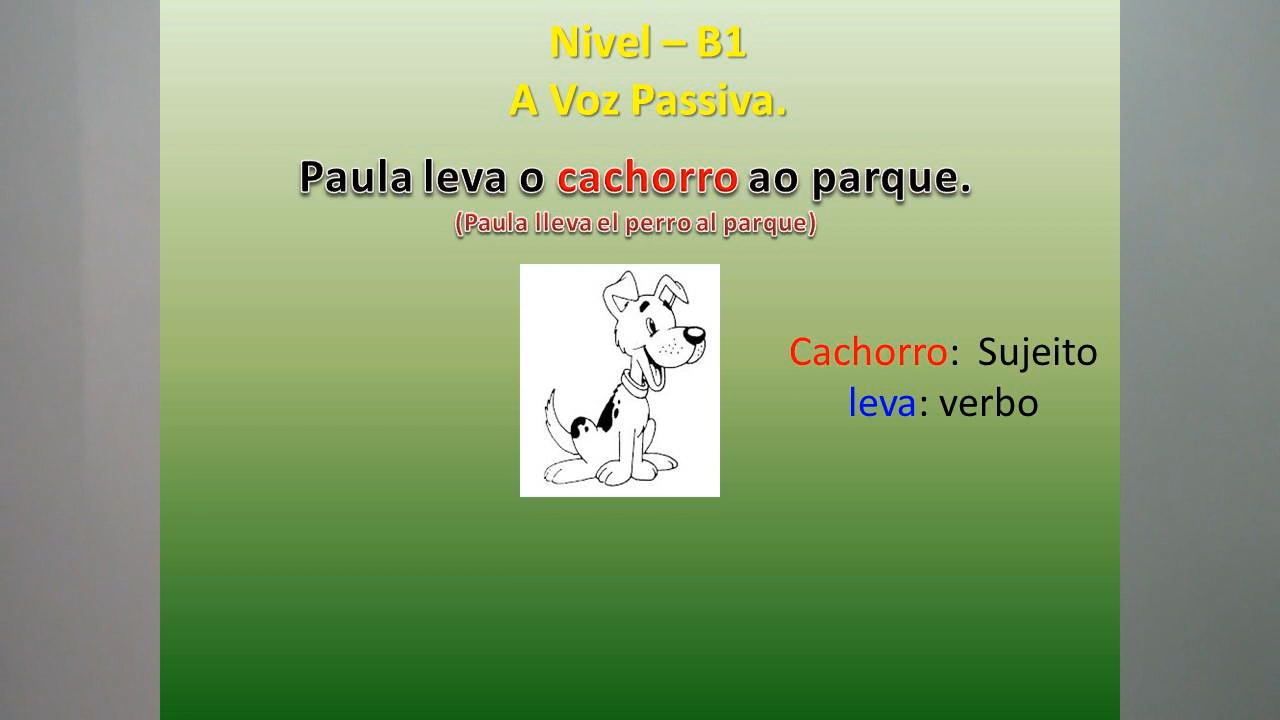 Nivel – B1
A Voz Passiva.
Paula leva o cachorro ao parque.
(Paula lleva el perro al parque)
Cachorro: Sujeito
leva: verbo